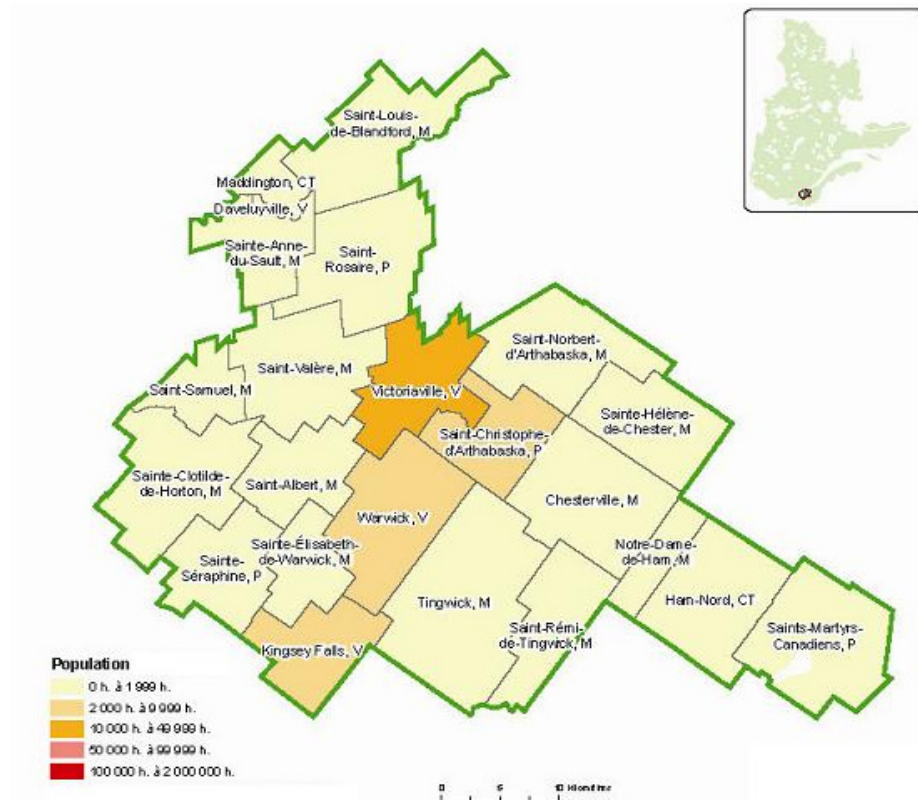 Saint-Louis-
de-Blandford, M
Maddington, CT
Daveluyville, V
Sainte-Anne-
du-Sault, M
Saint-
Rosaire, P
Saint-Norbert-
d'Arthabaska, M
Saint-Valère, M
Saint-Samuel, M
Victoriaville, V
Sainte-Hélène-
de-Chester, M
Saint-Christophe-
d'Arthabaska, P
Sainte-Clotilde-
de-Horton, M
Saint-Albert, M
Chesterville, M
Warwick, V
Sainte-Élisabeth-
de-Warwick, M
Notre-Dame-
de-Ham, M
Sainte-
Séraphine, P
Tingwick, M
Ham-Nord, CT
Saint-Rémi-
de-Tingwick, M
Saints-Martyrs-
Canadiens, P
Kingsey Falls, V
Population
0 h. à 1 999 h.
2 000 h. à 9 999 h.
10 000 h. à 49 999 h.
50 000 h. à 99 999 h.
100 000 h. à 2 000 000 h.
0 5 10 Kilomètres